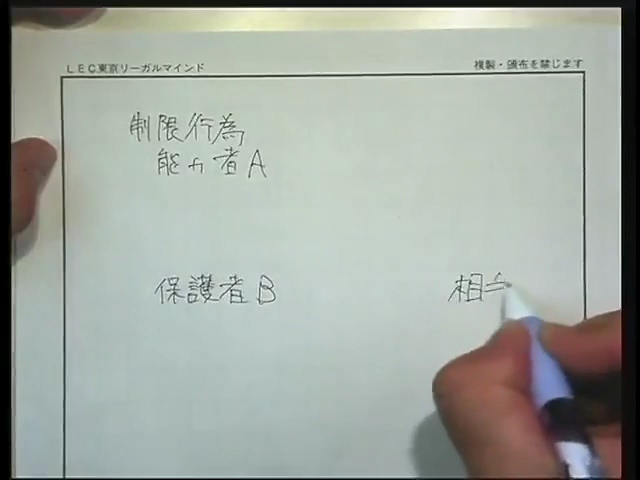 LEC東京リーガルマインド
複製・頒布を禁じます
制限行為
能力者A
保護者B
相